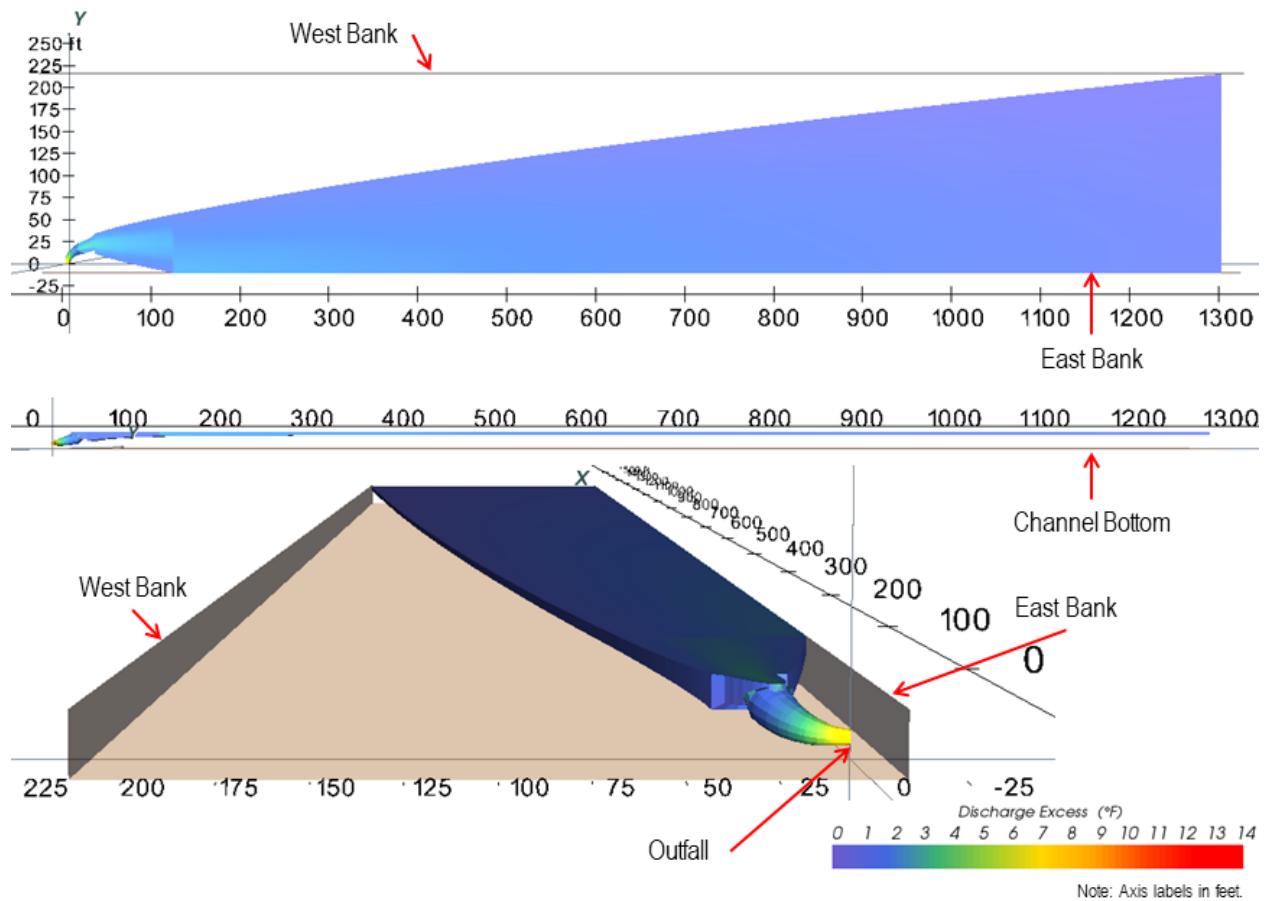 Y
West Bank
250 ft
225
200
175
150
125
100
75
50
25
0
-25
0 100 200 300 400 500 600 700 800 900 1000 1100 1200 1300
East Bank
0 100 200 300 400 500 600 700 800 900 1000 1100 1200 1300
Y
Channel Bottom
X
800
700
600
500
400
300
200
100
0
West Bank
East Bank
225 200 175 150 125 100 75 50 25 0 -25
Outfall
Discharge Excess (°F)
0 1 2 3 4 5 6 7 8 9 10 11 12 13 14
Note: Axis labels in feet.